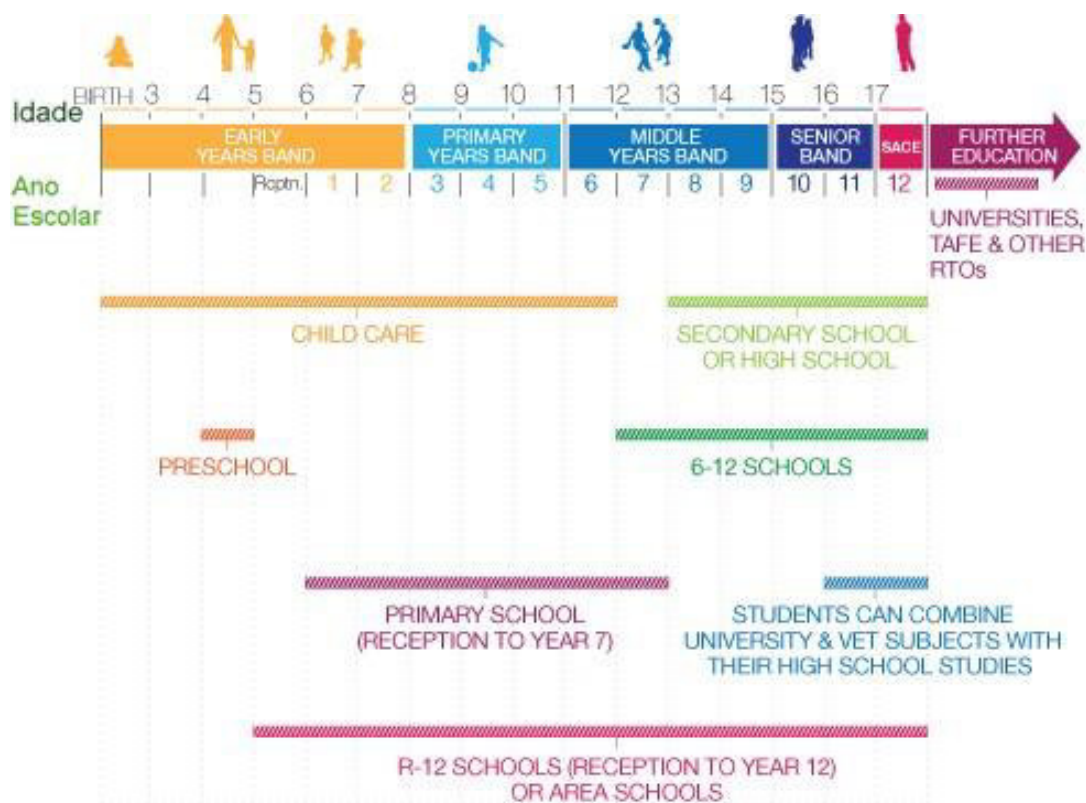 Idade
BIRTH 3 4 5 6 7 8 9 10 11 12 13 14 15 16 17
EARLY
YEARS BAND
PRIMARY
YEARS BAND
MIDDLE
YEARS BAND
SENIOR
BAND
SACE
FURTHER
EDUCATION
Ano
Escolar
Rcptn. 1 2 3 4 5 6 7 8 9 10 11 12
UNIVERSITIES,
TAFE & OTHER
RTOs
CHILD CARE
SECONDARY SCHOOL
OR HIGH SCHOOL
PRESCHOOL
6-12 SCHOOLS
PRIMARY SCHOOL
(RECEPTION TO YEAR 7)
STUDENTS CAN COMBINE
UNIVERSITY & VET SUBJECTS WITH
THEIR HIGH SCHOOL STUDIES
R-12 SCHOOLS (RECEPTION TO YEAR 12)
OR AREA SCHOOLS